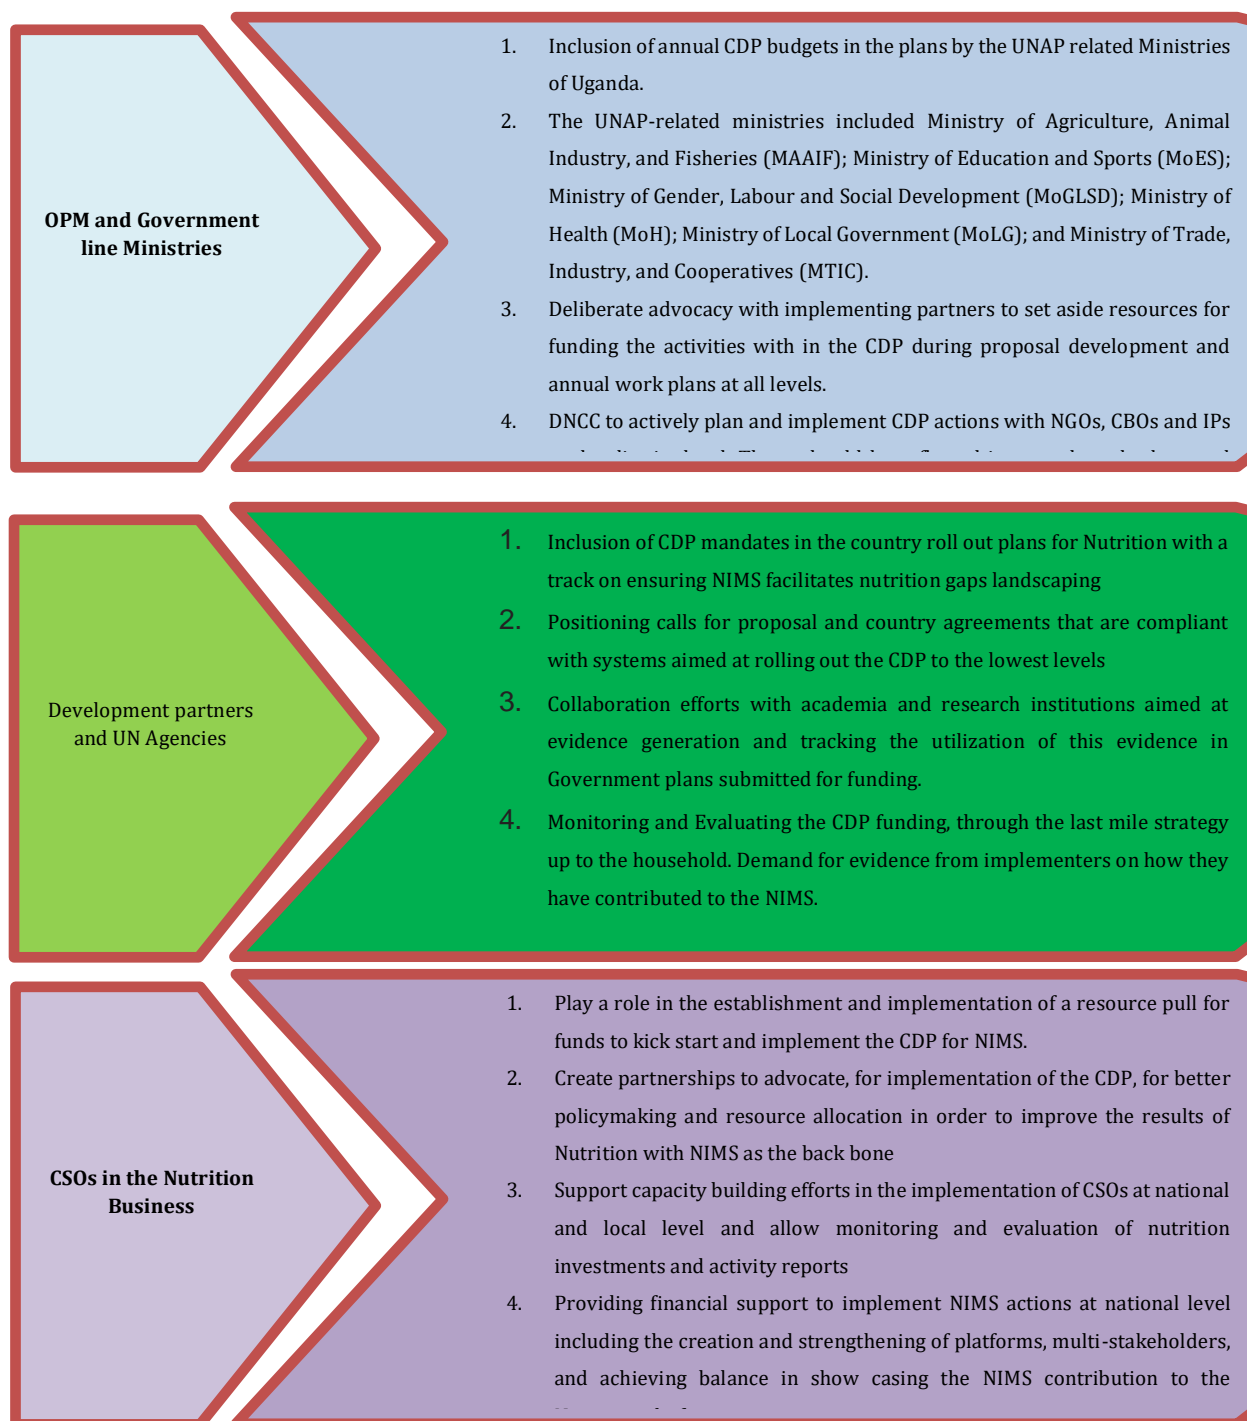 OPM and Government
line Ministries
1. Inclusion of annual CDP budgets in the plans by the UNAP related Ministries
of Uganda.
2. The UNAP-related ministries included Ministry of Agriculture, Animal
Industry, and Fisheries (MAAIF); Ministry of Education and Sports (MoES);
Ministry of Gender, Labour and Social Development (MoGLSD); Ministry of
Health (MoH); Ministry of Local Government (MoLG); and Ministry of Trade,
Industry, and Cooperatives (MTIC).
3. Deliberate advocacy with implementing partners to set aside resources for
funding the activities with in the CDP during proposal development and
annual work plans at all levels.
4. DNCC to actively plan and implement CDP actions with NGOs, CBOs and IPs
Development partners
and UN Agencies
1. Inclusion of CDP mandates in the country roll out plans for Nutrition with a
track on ensuring NIMS facilitates nutrition gaps landscaping
2. Positioning calls for proposal and country agreements that are compliant
with systems aimed at rolling out the CDP to the lowest levels
3. Collaboration efforts with academia and research institutions aimed at
evidence generation and tracking the utilization of this evidence in
Government plans submitted for funding.
4. Monitoring and Evaluating the CDP funding, through the last mile strategy
up to the household. Demand for evidence from implementers on how they
have contributed to the NIMS.
CSOs in the Nutrition
Business
1. Play a role in the establishment and implementation of a resource pull for
funds to kick start and implement the CDP for NIMS.
2. Create partnerships to advocate, for implementation of the CDP, for better
policymaking and resource allocation in order to improve the results of
Nutrition with NIMS as the back bone
3. Support capacity building efforts in the implementation of CSOs at national
and local level and allow monitoring and evaluation of nutrition
investments and activity reports
4. Providing financial support to implement NIMS actions at national level
including the creation and strengthening of platforms, multi-stakeholders,
and achieving balance in show casing the NIMS contribution to the